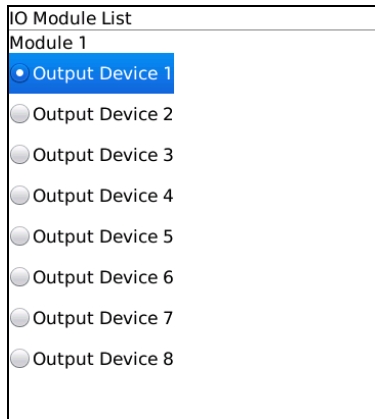 IO Module List
Module 1
Output Device 1
Output Device 2
Output Device 3
Output Device 4
Output Device 5
Output Device 6
Output Device 7
Output Device 8